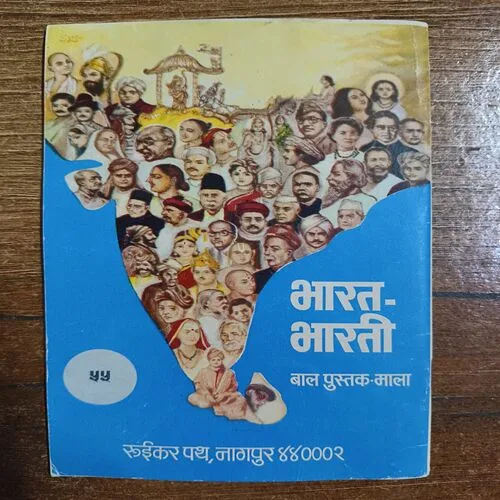 भारत-
भारती
बाल पुस्तक-माला
५५
रुईकर पथ, नागपुर ४४०००२